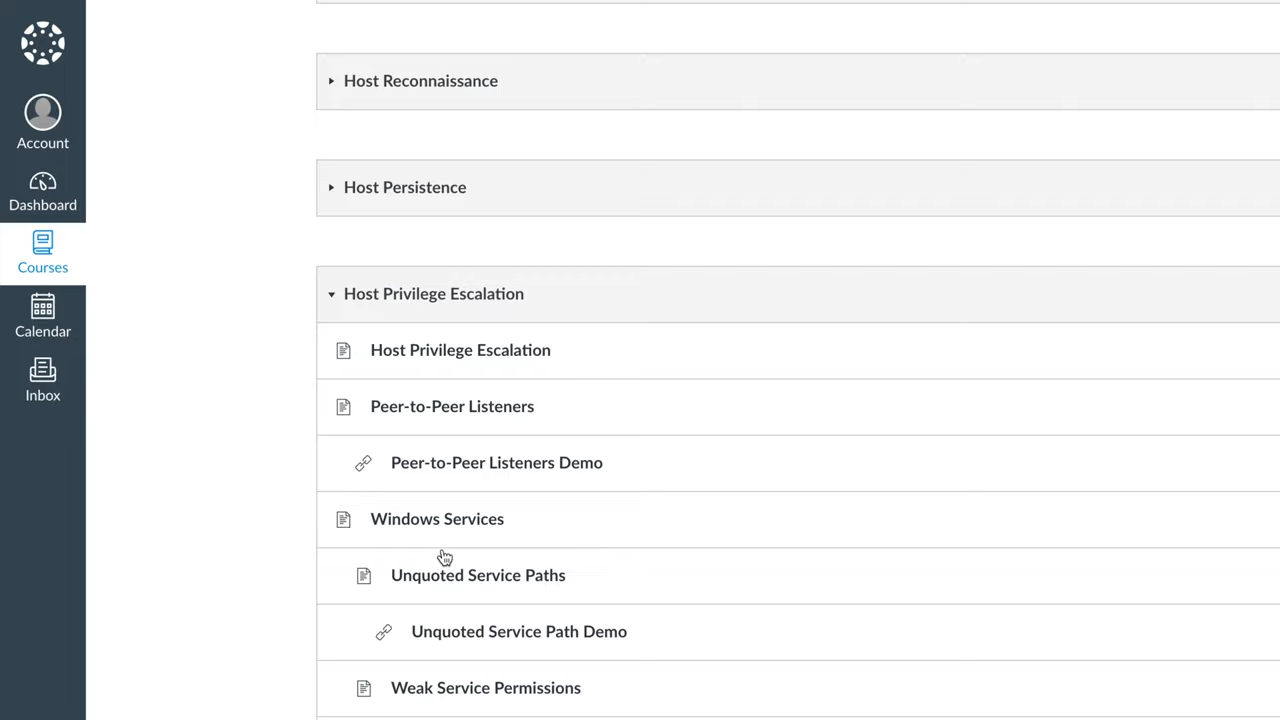 Account
Dashboard
Courses
Calendar
Inbox
Host Reconnaissance
Host Persistence
Host Privilege Escalation
Host Privilege Escalation
Peer-to-Peer Listeners
Peer-to-Peer Listeners Demo
Windows Services
Unquoted Service Paths
Unquoted Service Path Demo
Weak Service Permissions